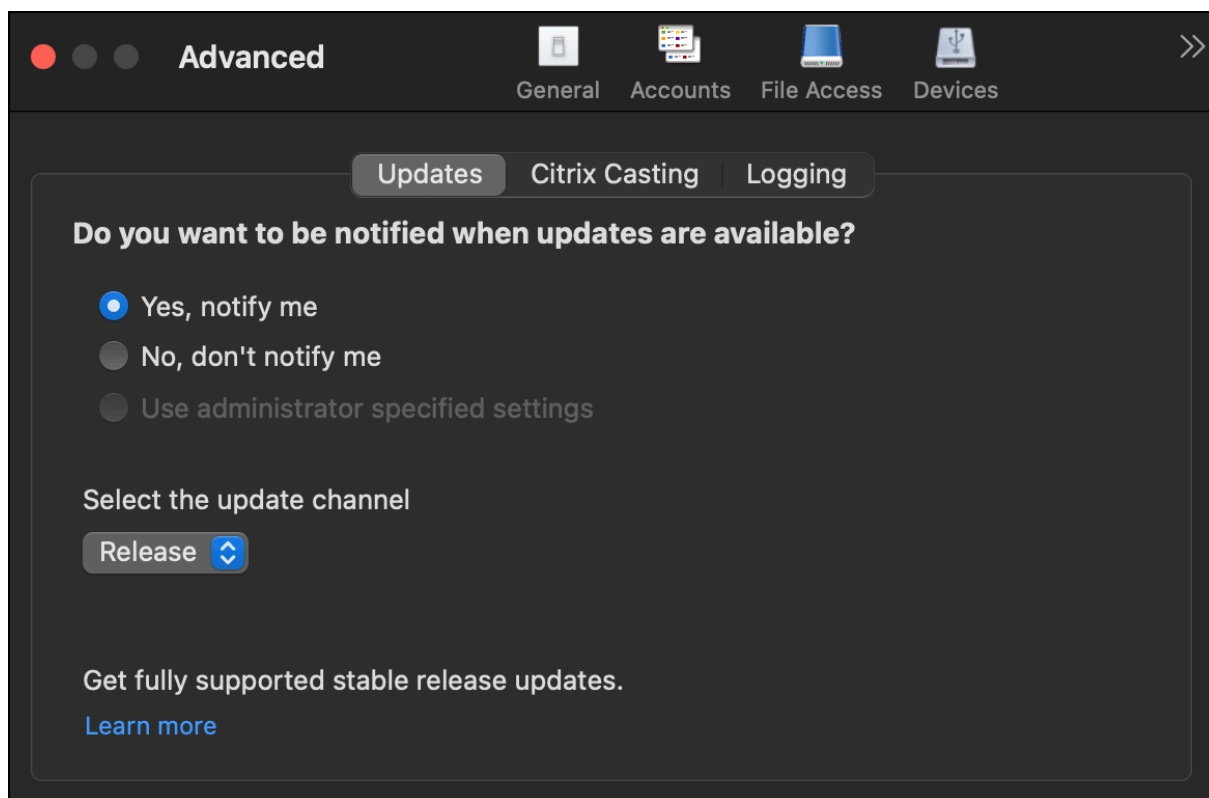 Advanced
General Accounts File Access Devices
Updates Citrix Casting Logging
Do you want to be notified when updates are available?
Yes, notify me
No, don't notify me
Use administrator specified settings
Select the update channel
Release
Get fully supported stable release updates.
Learn more